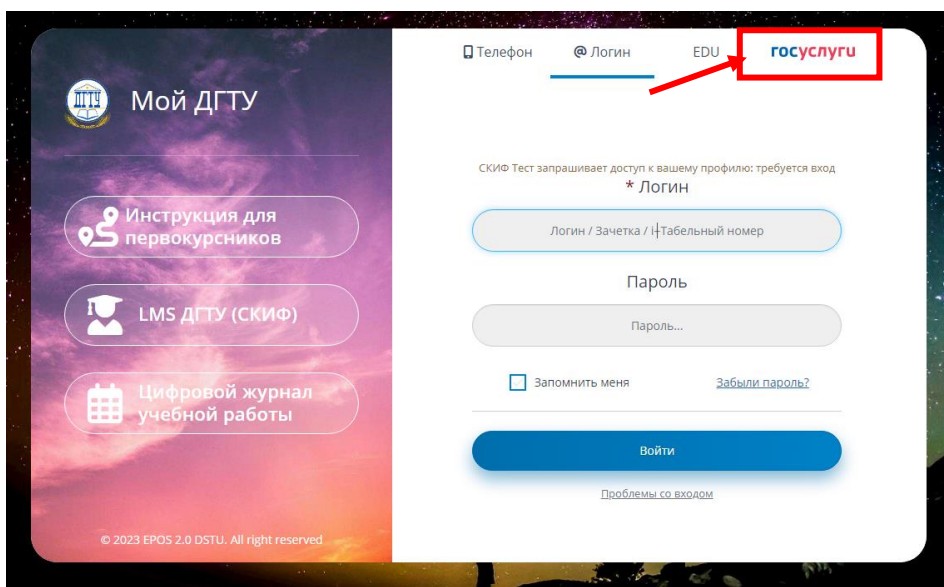 Мой ДГТУ
Инструкция для
первокурсников
LMS ДГТУ (СКИФ)
Цифровой журнал
учебной работы
© 2023 EPOS 2.0 DSTU. All right reserved
Телефон
@ Логин
EDU
госуслуги
СКИФ Тест запрашивает доступ к вашему профилю: требуется вход
* Логин
Логин / Зачетка / i+Табельный номер
Пароль
Пароль...
Запомнить меня
Забыли пароль?
Войти
Проблемы со входом